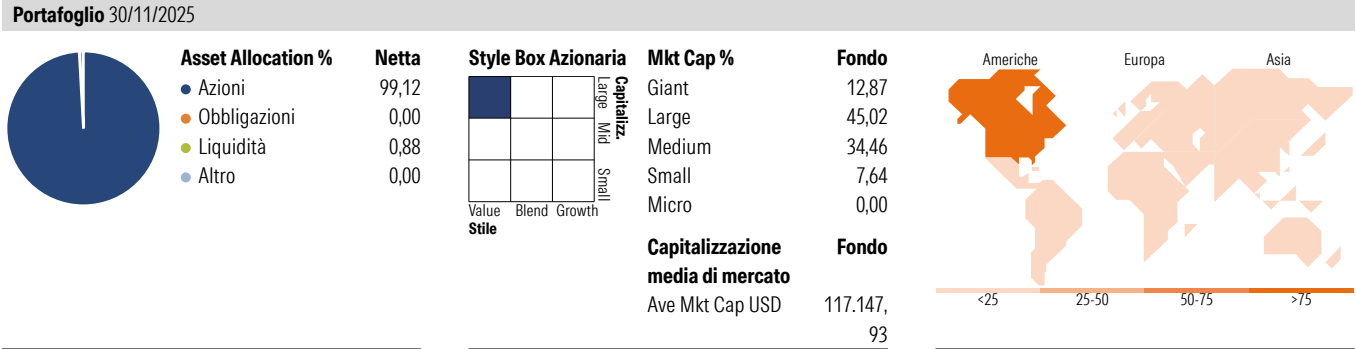 Portafoglio 30/11/2025
Asset Allocation % Netta
Azioni 99,12
Obbligazioni 0,00
Liquidità 0,88
Altro 0,00
Style Box Azionaria
Capitalizz.
Large Mid Small
Value Blend Growth
Stile
Mkt Cap % Fondo
Giant 12,87
Large 45,02
Medium 34,46
Small 7,64
Micro 0,00
Capitalizzazione Fondo
media di mercato
Ave Mkt Cap USD 117.147,
93
Americhe Europa Asia
<25 25-50 50-75 >75